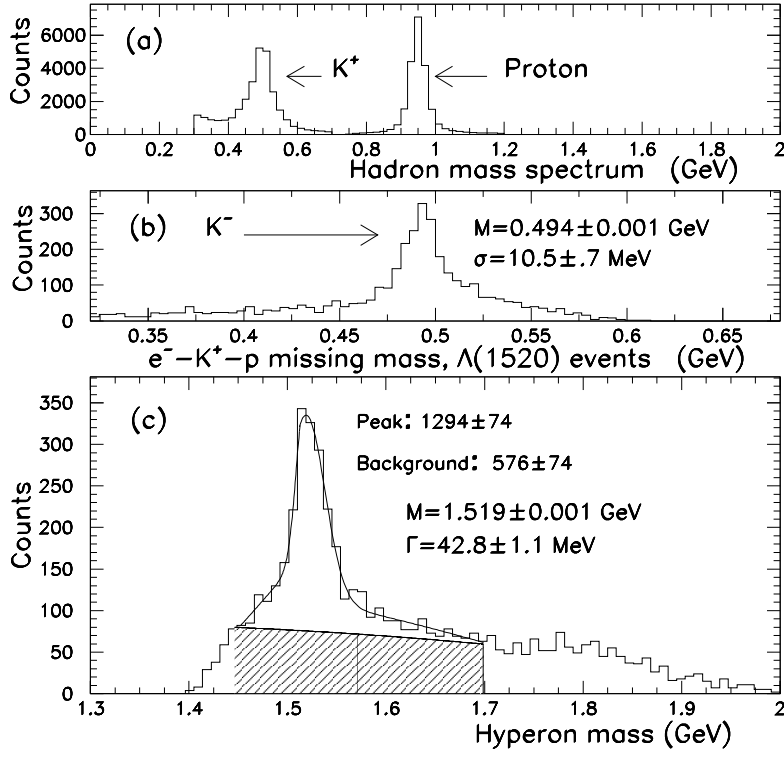 (a)
K⁺
Proton
Counts
6000
4000
2000
0
0 0.2 0.4 0.6 0.8 1 1.2 1.4 1.6 1.8 2
Hadron mass spectrum (GeV)
(b)
K⁻
M=0.494±0.001 GeV
σ=10.5±.7 MeV
Counts
300
200
100
0
0.35 0.4 0.45 0.5 0.55 0.6 0.65
e⁻−K⁺−p missing mass, Λ(1520) events (GeV)
(c)
Peak: 1294±74
Background: 576±74
M=1.519±0.001 GeV
Γ=42.8±1.1 MeV
Counts
350
300
250
200
150
100
50
0
1.3 1.4 1.5 1.6 1.7 1.8 1.9 2
Hyperon mass (GeV)